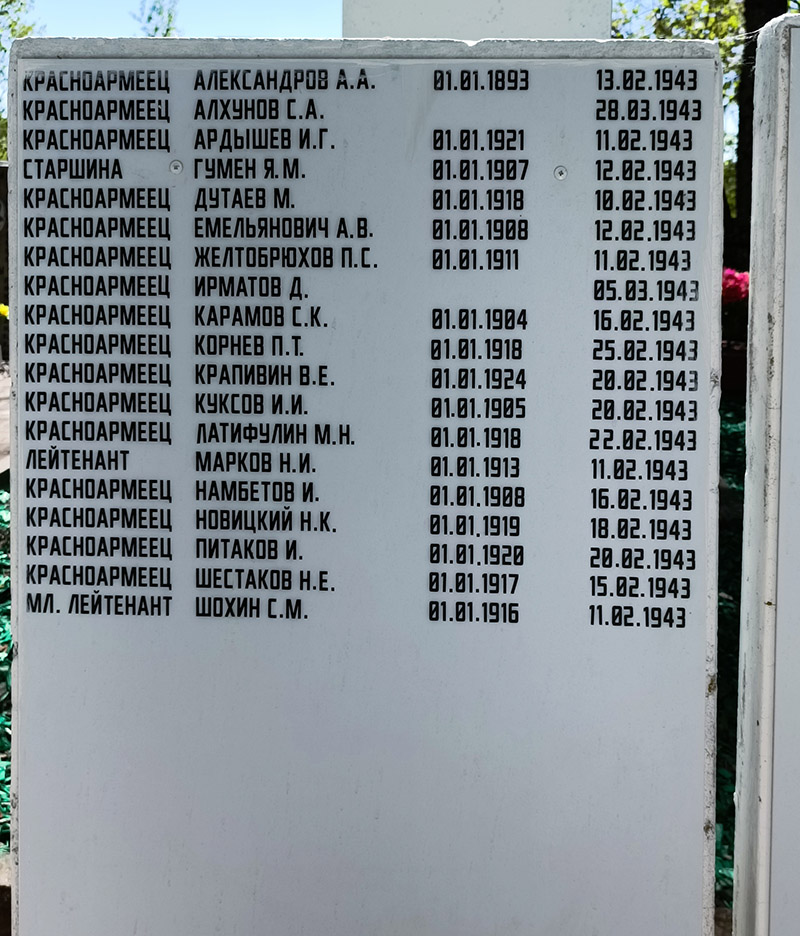 КРАСНОАРМЕЕЦ АЛЕКСАНДРОВ А.А. 01.01.1893 13.02.1943
КРАСНОАРМЕЕЦ АЛХУНОВ С.А. 28.03.1943
КРАСНОАРМЕЕЦ АРДЫШЕВ И.Г. 01.01.1921 11.02.1943
СТАРШИНА ГУМЕН Я.М. 01.01.1907 12.02.1943
КРАСНОАРМЕЕЦ ДУТАЕВ М. 01.01.1918 10.02.1943
КРАСНОАРМЕЕЦ ЕМЕЛЬЯНОВИЧ А.В. 01.01.1908 12.02.1943
КРАСНОАРМЕЕЦ ЖЕЛТОБРЮХОВ П.С. 01.01.1911 11.02.1943
КРАСНОАРМЕЕЦ ИРМАТОВ Д. 05.03.1943
КРАСНОАРМЕЕЦ КАРАМОВ С.К. 01.01.1904 16.02.1943
КРАСНОАРМЕЕЦ КОРНЕВ П.Т. 01.01.1918 25.02.1943
КРАСНОАРМЕЕЦ КРАПИВИН В.Е. 01.01.1924 20.02.1943
КРАСНОАРМЕЕЦ КУКСОВ И.И. 01.01.1905 20.02.1943
КРАСНОАРМЕЕЦ ЛАТИФУЛИН М.Н. 01.01.1918 22.02.1943
ЛЕЙТЕНАНТ МАРКОВ Н.И. 01.01.1913 11.02.1943
КРАСНОАРМЕЕЦ НАМБЕТОВ И. 01.01.1908 16.02.1943
КРАСНОАРМЕЕЦ НОВИЦКИЙ Н.К. 01.01.1919 18.02.1943
КРАСНОАРМЕЕЦ ПИТАКОВ И. 01.01.1920 20.02.1943
КРАСНОАРМЕЕЦ ШЕСТАКОВ Н.Е. 01.01.1917 15.02.1943
МЛ. ЛЕЙТЕНАНТ ШОХИН С.М. 01.01.1916 11.02.1943